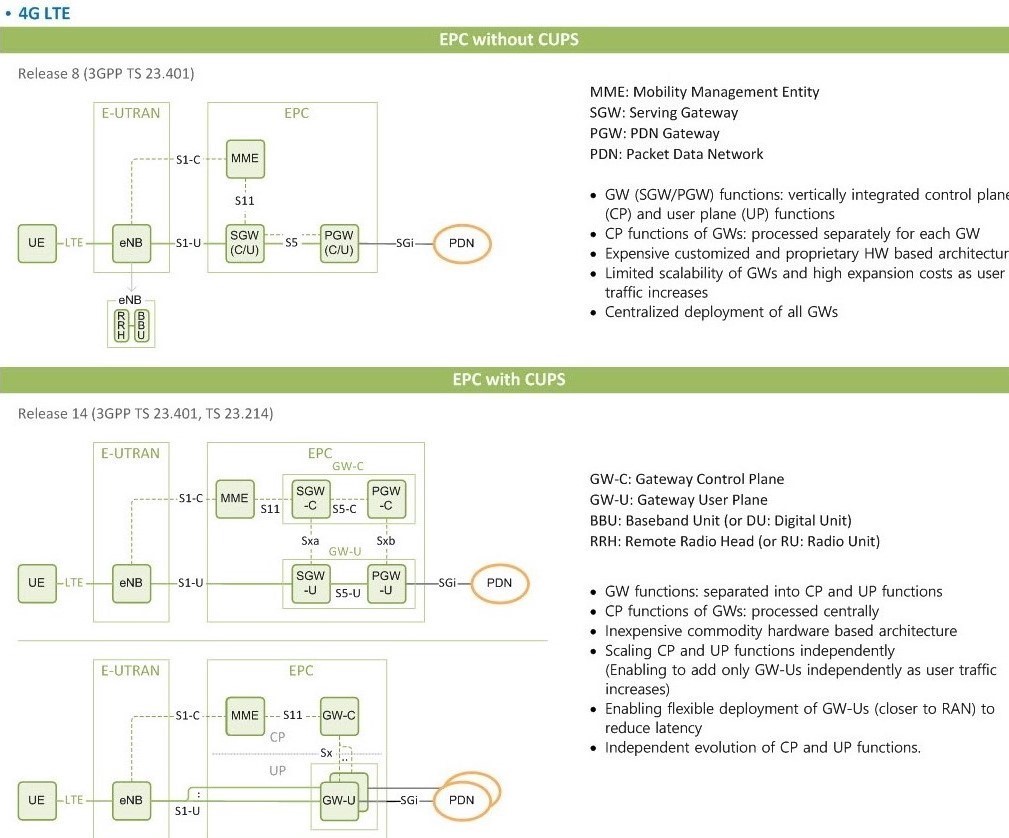 • 4G LTE
EPC without CUPS
Release 8 (3GPP TS 23.401)
E-UTRAN
EPC
S1-C
MME
S11
UE
LTE
eNB
S1-U
SGW
(C/U)
S5
PGW
(C/U)
SGi
PDN
eNB
RRH
BBU
MME: Mobility Management Entity
SGW: Serving Gateway
PGW: PDN Gateway
PDN: Packet Data Network
• GW (SGW/PGW) functions: vertically integrated control plane
(CP) and user plane (UP) functions
• CP functions of GWs: processed separately for each GW
• Expensive customized and proprietary HW based architectur
• Limited scalability of GWs and high expansion costs as user
traffic increases
• Centralized deployment of all GWs
EPC with CUPS
Release 14 (3GPP TS 23.401, TS 23.214)
E-UTRAN
EPC
GW-C
S1-C
MME
S11
SGW
-C
S5-C
PGW
-C
Sxa
Sxb
GW-U
UE
LTE
eNB
S1-U
SGW
-U
S5-U
PGW
-U
SGi
PDN
E-UTRAN
EPC
S1-C
MME
S11
GW-C
CP
Sx
..
UP
UE
LTE
eNB
:
S1-U
GW-U
SGi
PDN
GW-C: Gateway Control Plane
GW-U: Gateway User Plane
BBU: Baseband Unit (or DU: Digital Unit)
RRH: Remote Radio Head (or RU: Radio Unit)
• GW functions: separated into CP and UP functions
• CP functions of GWs: processed centrally
• Inexpensive commodity hardware based architecture
• Scaling CP and UP functions independently
(Enabling to add only GW-Us independently as user traffic
increases)
• Enabling flexible deployment of GW-Us (closer to RAN) to
reduce latency
• Independent evolution of CP and UP functions.